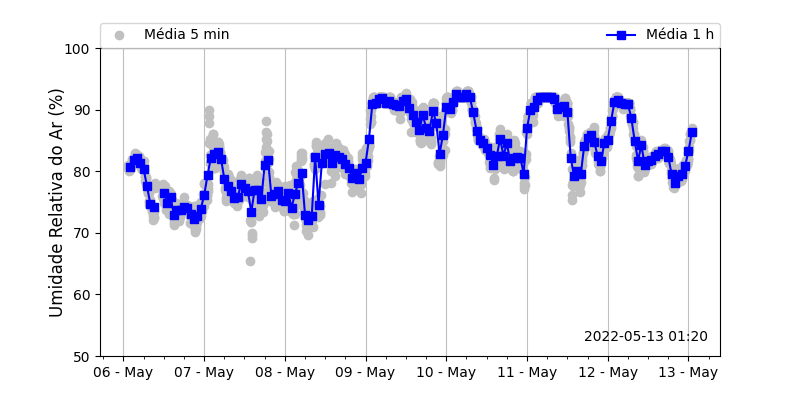 Média 5 min
Média 1 h
Umidade Relativa do Ar (%)
100
90
80
70
60
50
2022-05-13 01:20
06 - May
07 - May
08 - May
09 - May
10 - May
11 - May
12 - May
13 - May